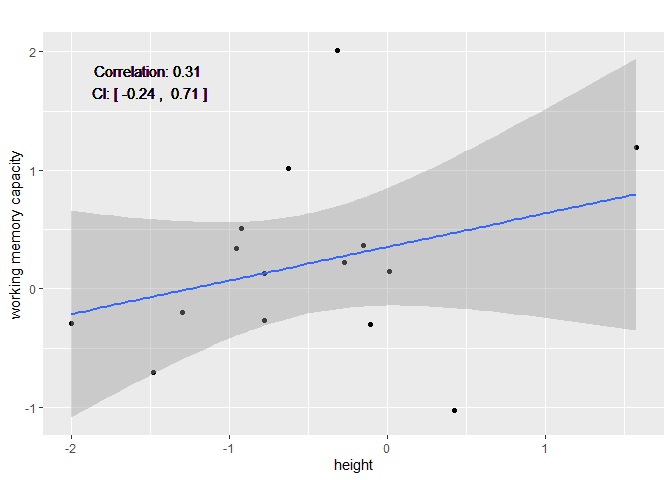 Correlation: 0.31
CI: [ -0.24 ,  0.71 ]
2
1
0
-1
working memory capacity
-2
-1
0
1
height